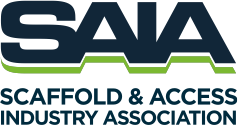 SAIA
SCAFFOLD & ACCESS
INDUSTRY ASSOCIATION